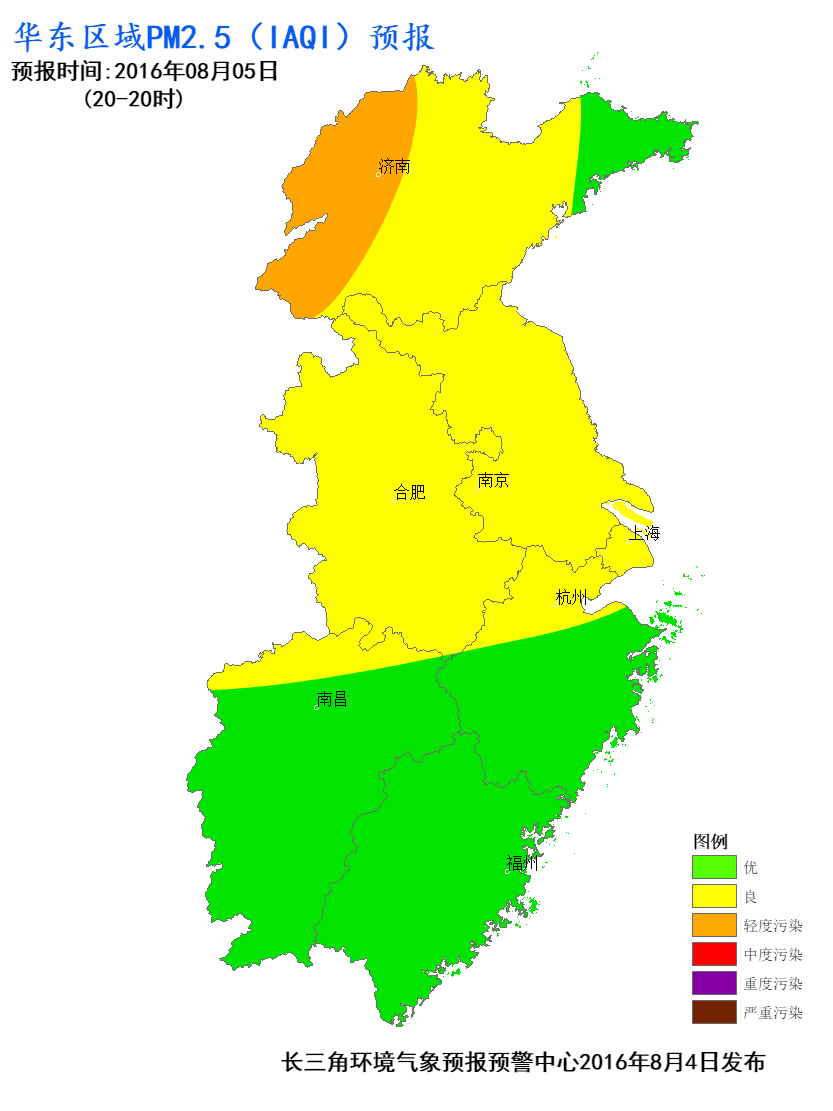 华东区域PM2.5（IAQI）预报
预报时间:2016年08月05日
(20-20时)
济南
合肥
南京
上海
杭州
南昌
福州
图例
优
良
轻度污染
中度污染
重度污染
严重污染
长三角环境气象预报预警中心2016年8月4日发布